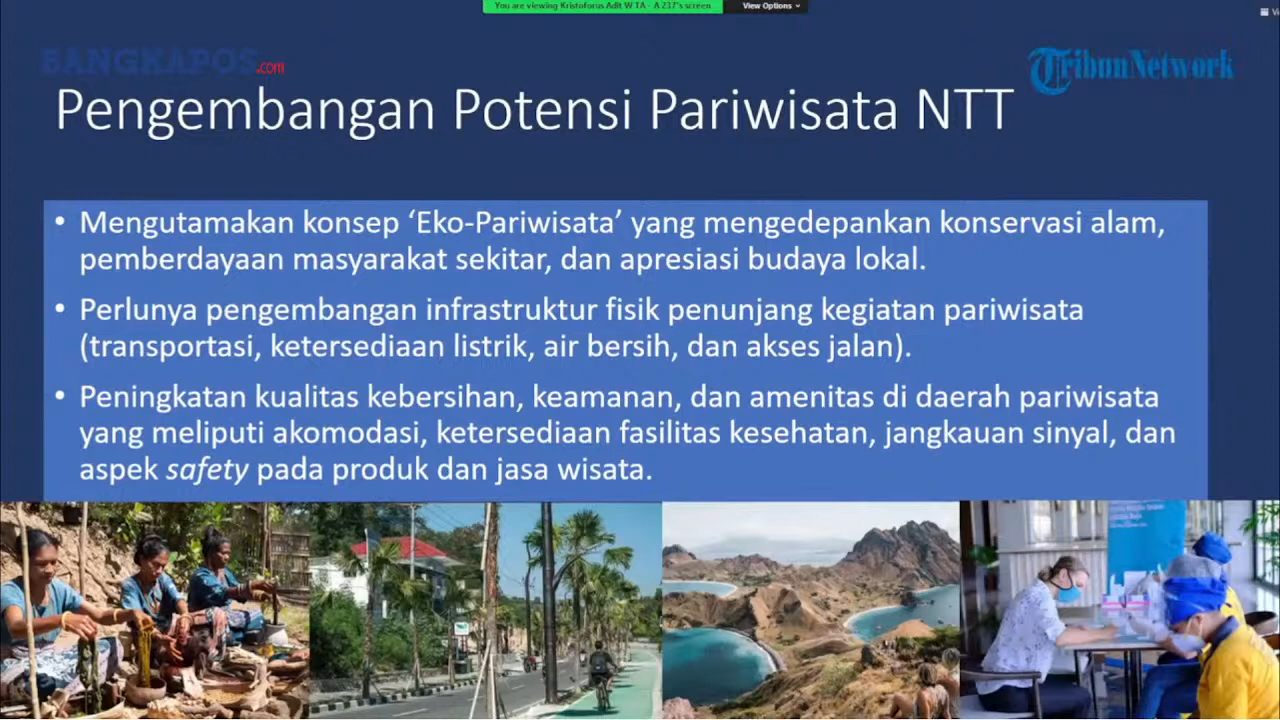 You are viewing Kristoforus Adit W TA - A 237's screen
View Options
BANGKAPOS.com
TribunNetwork
Pengembangan Potensi Pariwisata NTT
• Mengutamakan konsep ‘Eko-Pariwisata’ yang mengedepankan konservasi alam,
pemberdayaan masyarakat sekitar, dan apresiasi budaya lokal.
• Perlunya pengembangan infrastruktur fisik penunjang kegiatan pariwisata
(transportasi, ketersediaan listrik, air bersih, dan akses jalan).
• Peningkatan kualitas kebersihan, keamanan, dan amenitas di daerah pariwisata
yang meliputi akomodasi, ketersediaan fasilitas kesehatan, jangkauan sinyal, dan
aspek safety pada produk dan jasa wisata.